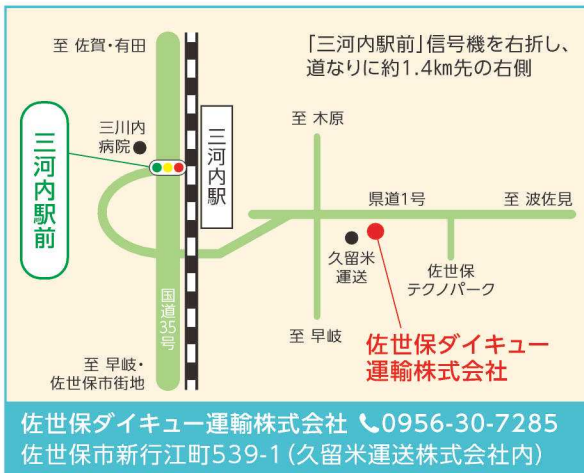 至 佐賀・有田
「三河内駅前」信号機を右折し、
道なりに約1.4km先の右側
三川内
病院
三河内駅前
三河内駅
至 木原
県道1号
至 波佐見
久留米
運送
佐世保
テクノパーク
国道35号
至 早岐
佐世保ダイキュー
運輸株式会社
至 早岐・
佐世保市街地
佐世保ダイキュー運輸株式会社 0956-30-7285
佐世保市新行江町539-1(久留米運送株式会社内)